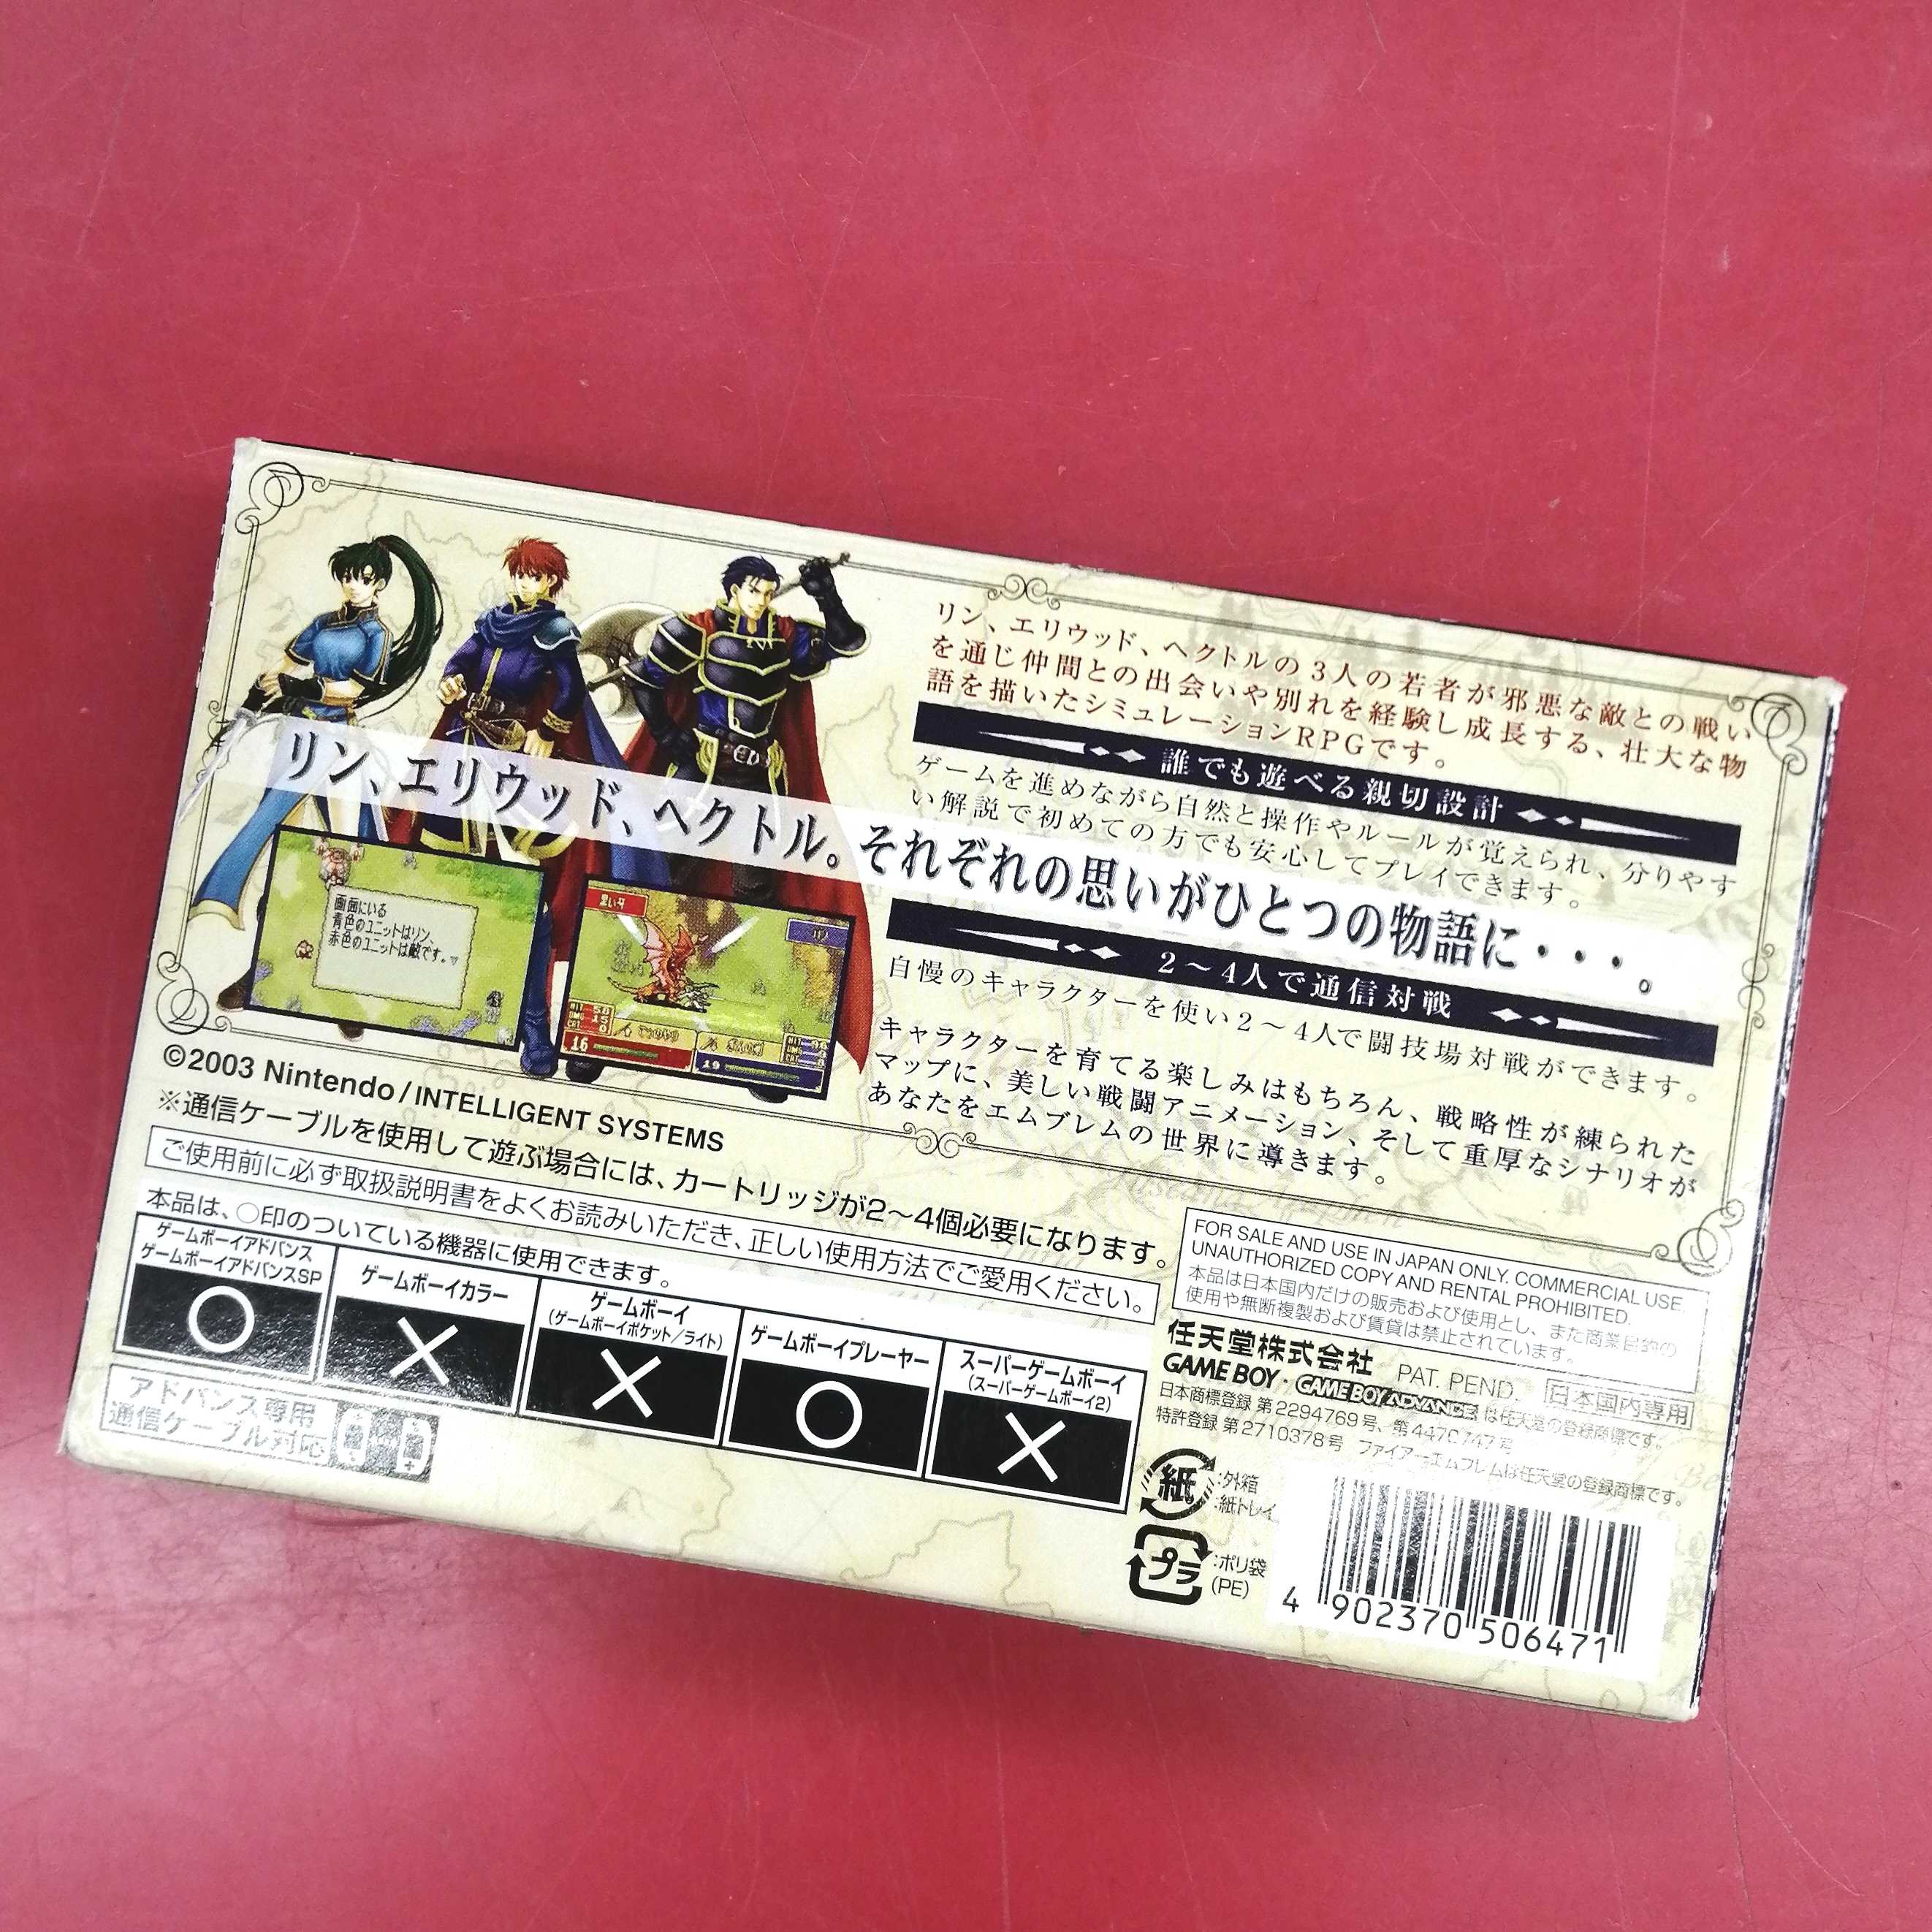 リン、エリウッド、ヘクトルの3人の若者が邪悪な敵との戦い
を通じ仲間との出会いや別れを経験し成長する、壮大な物
語を描いたシミュレーションRPGです。
誰でも遊べる親切設計
ゲームを進めながら自然と操作やルールが覚えられ、分りやす
い解説で初めての方でも安心してプレイできます。
リン、エリウッド、ヘクトル。それぞれの思いがひとつの物語に・・・。
2〜4人で通信対戦
自慢のキャラクターを使い2〜4人で闘技場対戦ができます。
キャラクターを育てる楽しみはもちろん、戦略性が練られた
マップに、美しい戦闘アニメーション、そして重厚なシナリオが
あなたをエムブレムの世界に導きます。
画面にいる
青色のユニットはリン、
赤色のユニットは敵です。
黒い牙
リン
HIT 58
DMG 15
CRT 0
16
19
©2003 Nintendo/INTELLIGENT SYSTEMS
※通信ケーブルを使用して遊ぶ場合には、カートリッジが2〜4個必要になります。
ご使用前に必ず取扱説明書をよくお読みいただき、正しい使用方法でご愛用ください。
本品は、○印のついている機器に使用できます。
ゲームボーイアドバンス
ゲームボーイアドバンスSP
○
ゲームボーイカラー
×
ゲームボーイ
(ゲームボーイポケット/ライト)
×
ゲームボーイプレーヤー
○
スーパーゲームボーイ
(スーパーゲームボーイ2)
×
アドバンス専用
通信ケーブル対応
FOR SALE AND USE IN JAPAN ONLY. COMMERCIAL USE,
UNAUTHORIZED COPY AND RENTAL PROHIBITED.
本品は日本国内だけの販売および使用とし、また商業目的の
使用や無断複製および賃貸は禁止されています。
任天堂株式会社 PAT. PEND. 日本国内専用
GAME BOY・GAME BOY ADVANCEは任天堂の登録商標です。
日本商標登録 第2294769号、第4470747号
特許登録 第2710378号 ファイアーエムブレムは任天堂の登録商標です。
紙 :外箱
:紙トレイ
プラ :ポリ袋
(PE)
4 902370 506471